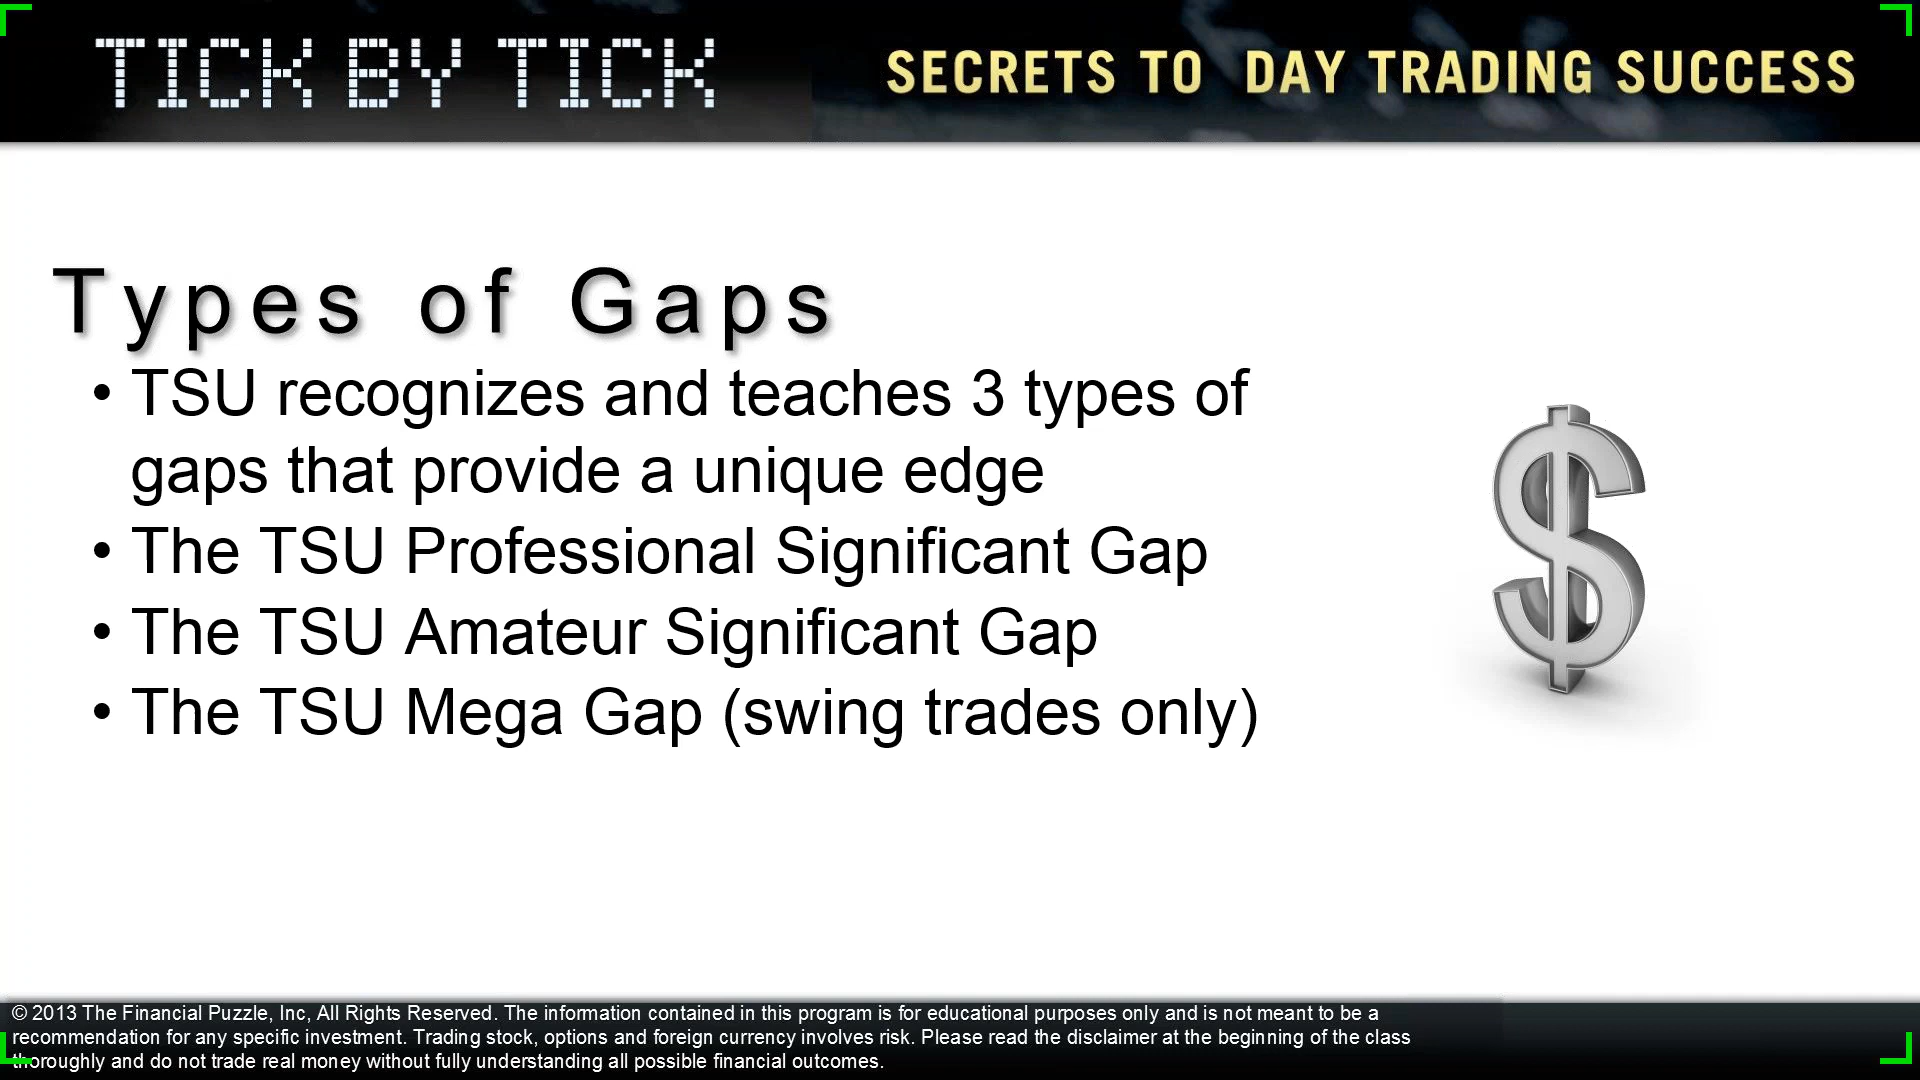 TICK BY TICK
SECRETS TO DAY TRADING SUCCESS
Types of Gaps
• TSU recognizes and teaches 3 types of
gaps that provide a unique edge
• The TSU Professional Significant Gap
• The TSU Amateur Significant Gap
• The TSU Mega Gap (swing trades only)
$
© 2013 The Financial Puzzle, Inc, All Rights Reserved. The information contained in this program is for educational purposes only and is not meant to be a
recommendation for any specific investment. Trading stock, options and foreign currency involves risk. Please read the disclaimer at the beginning of the class
thoroughly and do not trade real money without fully understanding all possible financial outcomes.